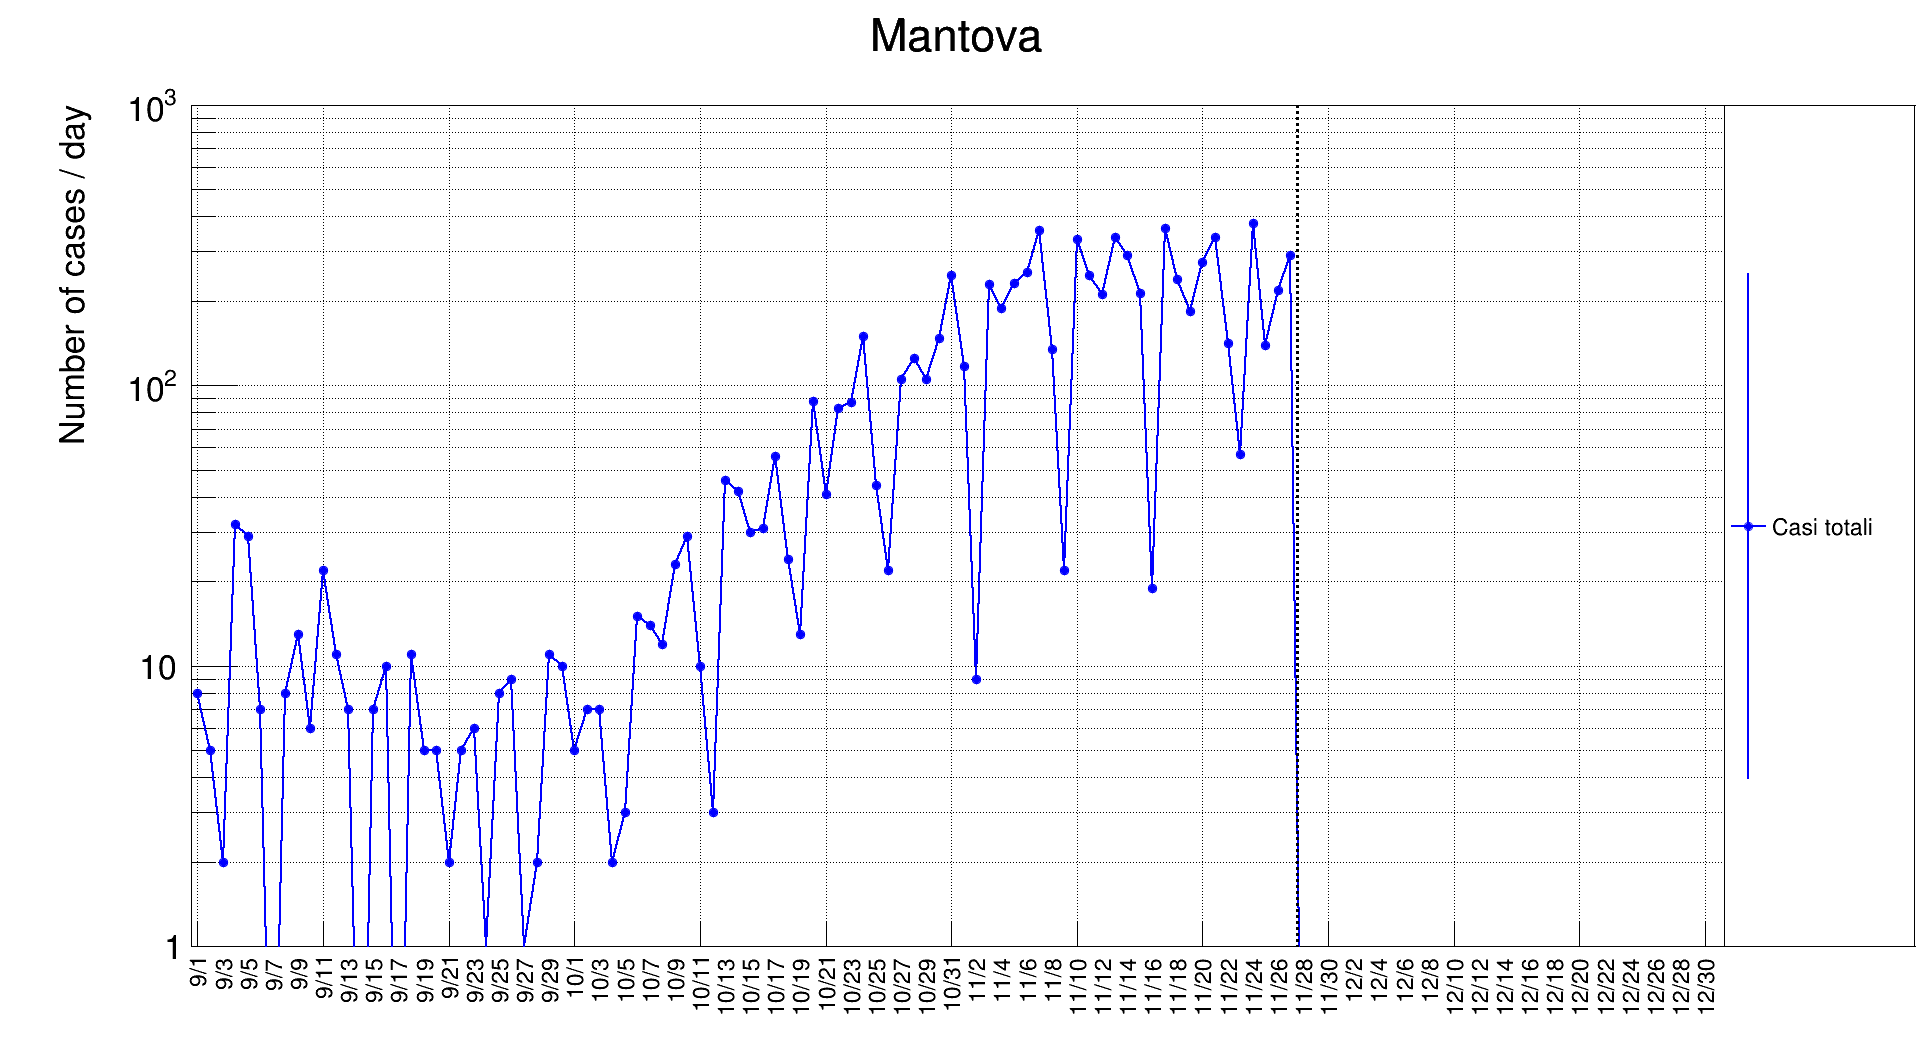 Mantova
Number of cases / day
10³
10²
10
1
9/1 9/3 9/5 9/7 9/9 9/11 9/13 9/15 9/17 9/19 9/21 9/23 9/25 9/27 9/29 10/1 10/3 10/5 10/7 10/9 10/11 10/13 10/15 10/17 10/19 10/21 10/23 10/25 10/27 10/29 10/31 11/2 11/4 11/6 11/8 11/10 11/12 11/14 11/16 11/18 11/20 11/22 11/24 11/26 11/28 11/30 12/2 12/4 12/6 12/8 12/10 12/12 12/14 12/16 12/18 12/20 12/22 12/24 12/26 12/28 12/30
Casi totali